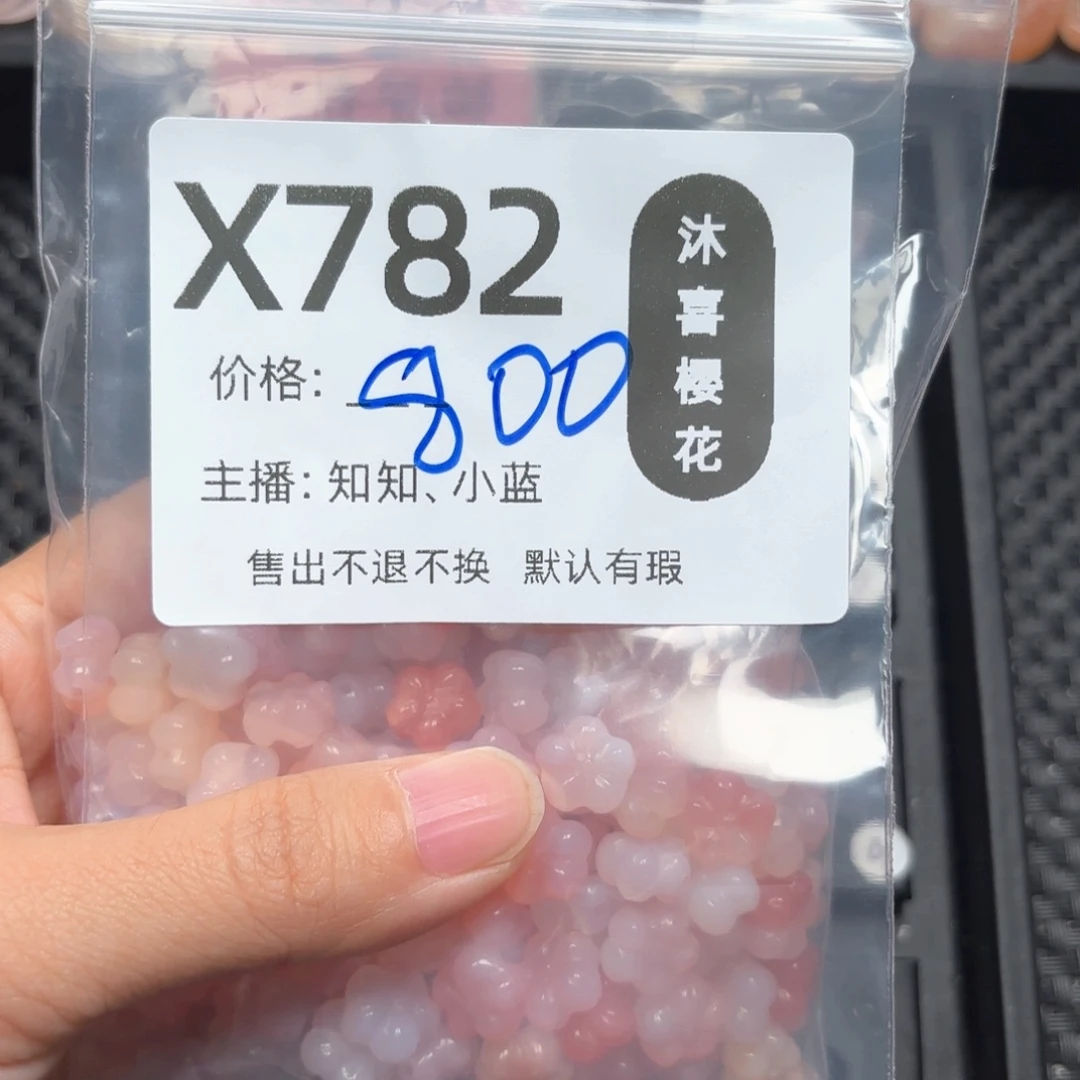 X782
沐喜樱花
价格: 800
主播: 知知、小蓝
售出不退不换 默认有瑕